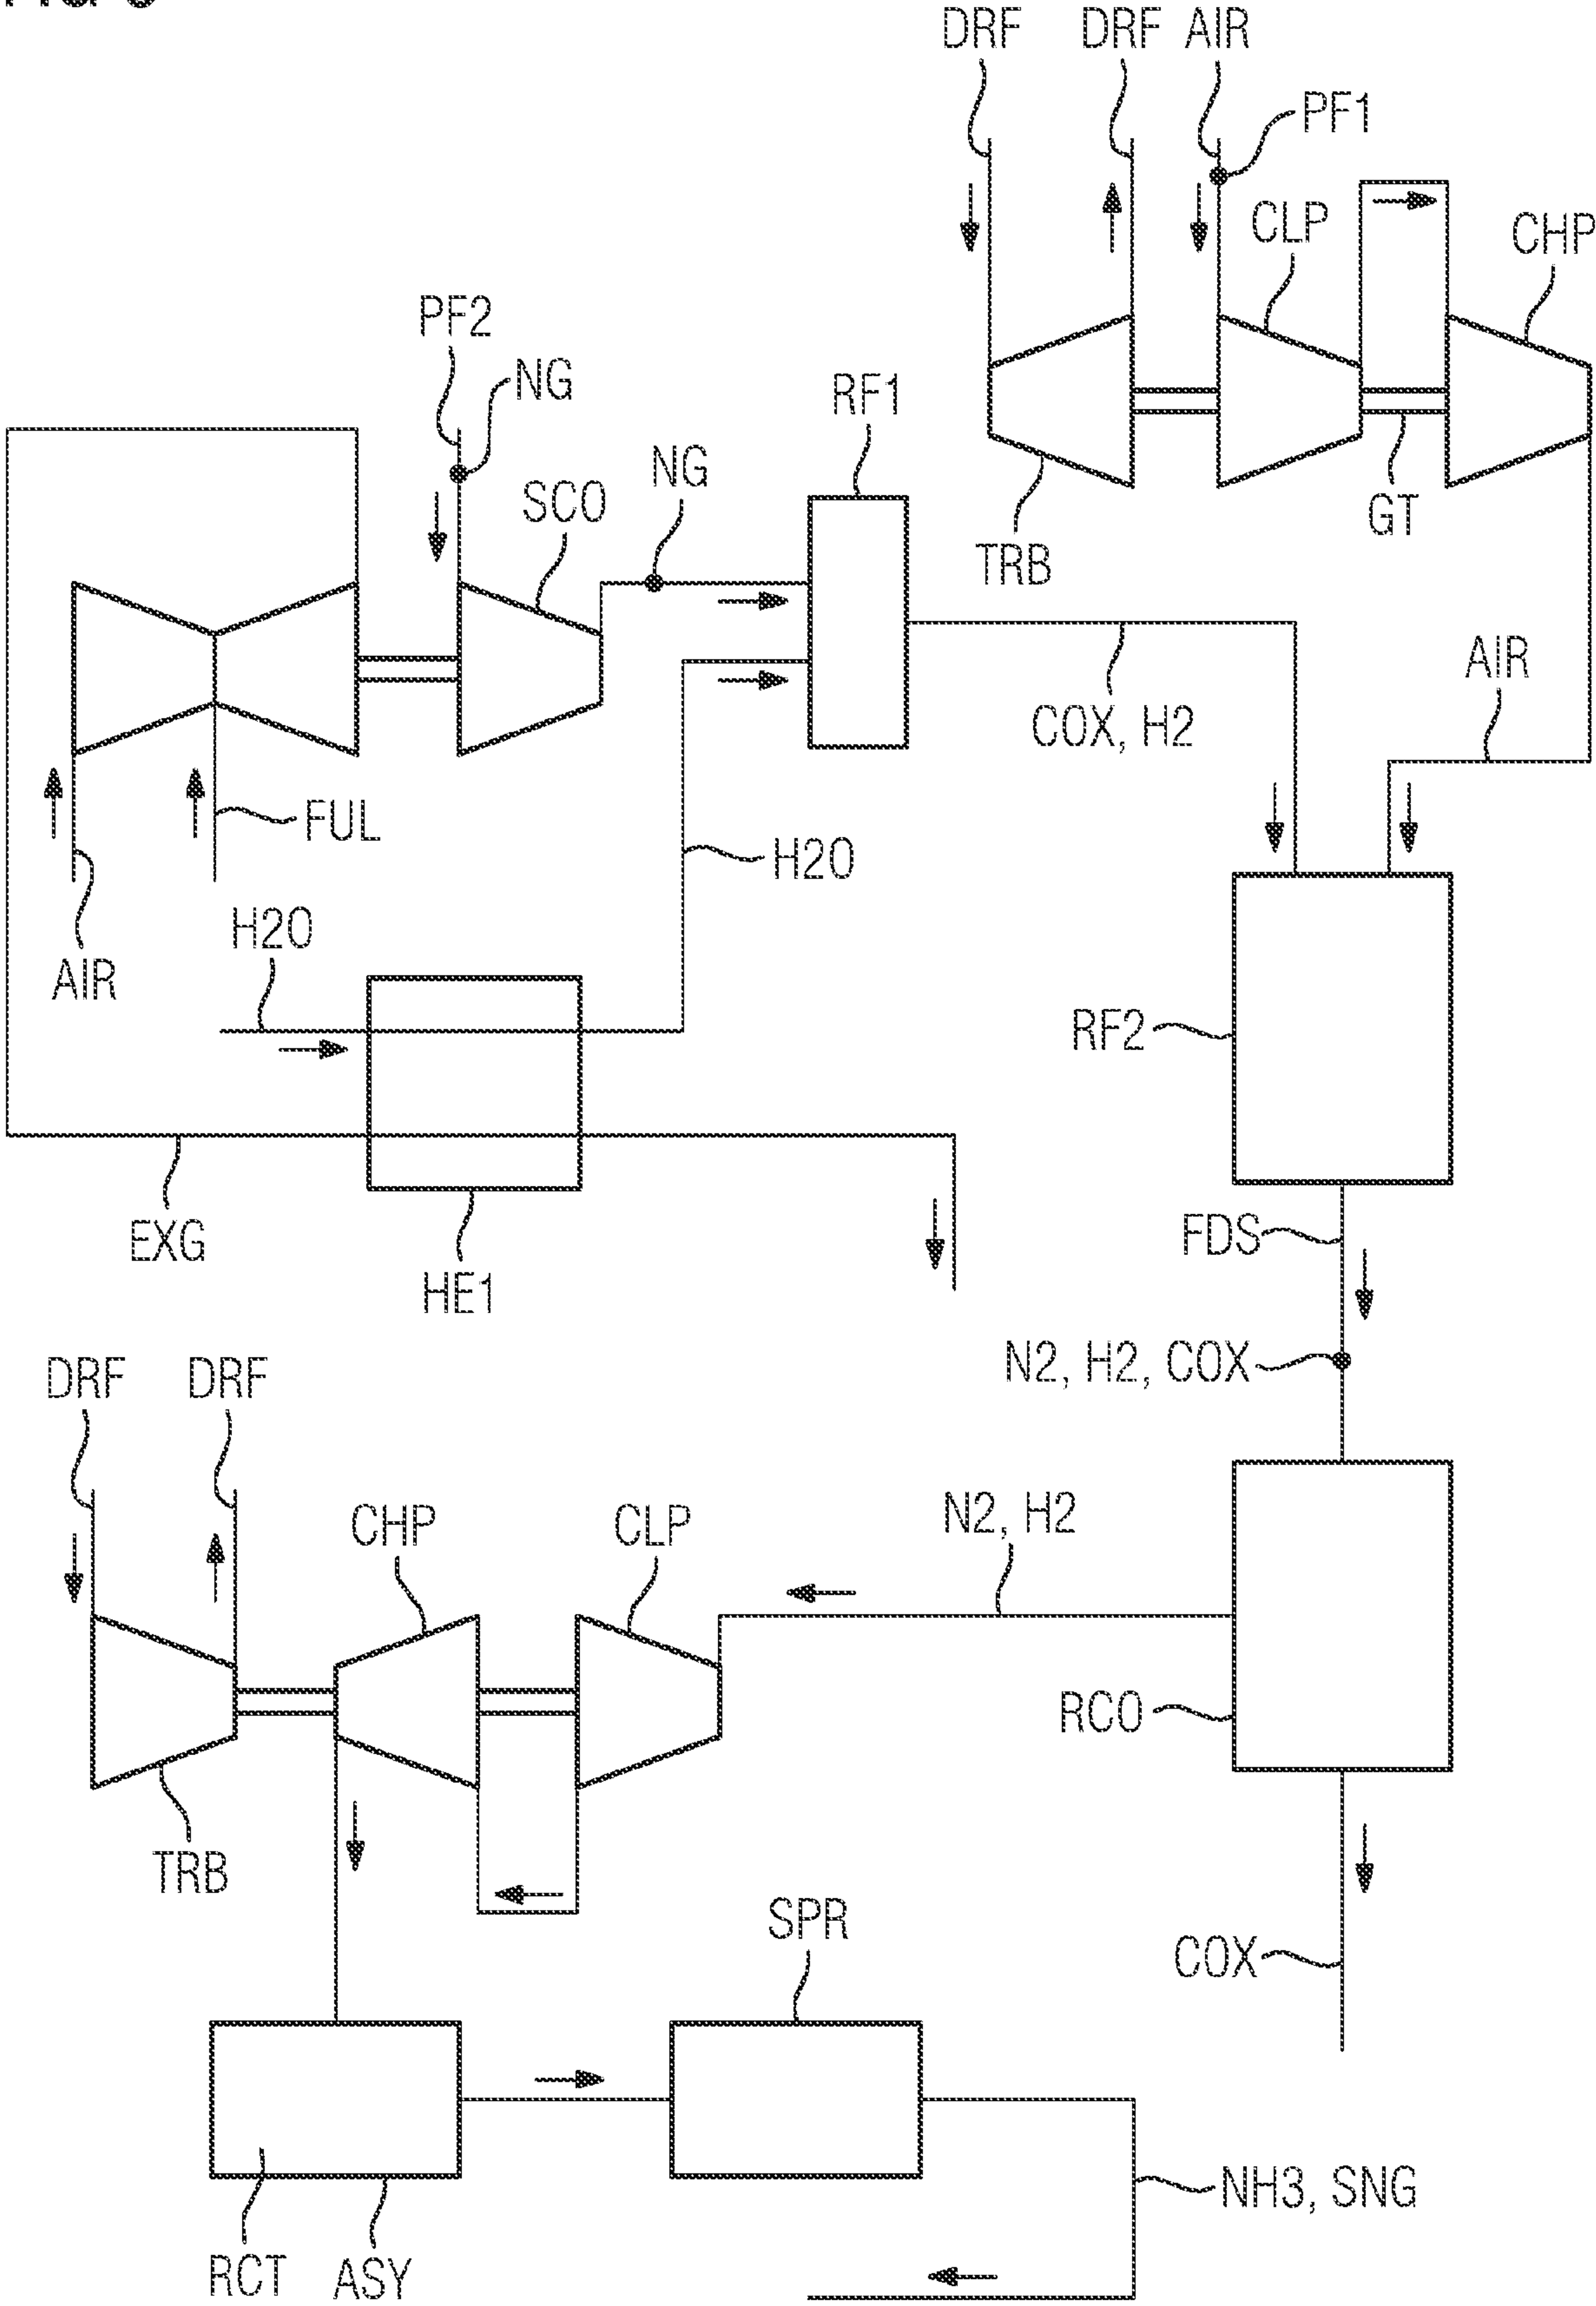 DRF DRF AIR
PF1
CLP
CHP
PF2
NG
RF1
NG
SCO
GT
TRB
AIR
COX, H2
FUL
H2O
H2O
AIR
RF2
FDS
EXG
HE1
N2, H2, COX
DRF DRF
N2, H2
CHP CLP
RCO
TRB
SPR
COX
NH3, SNG
RCT ASY